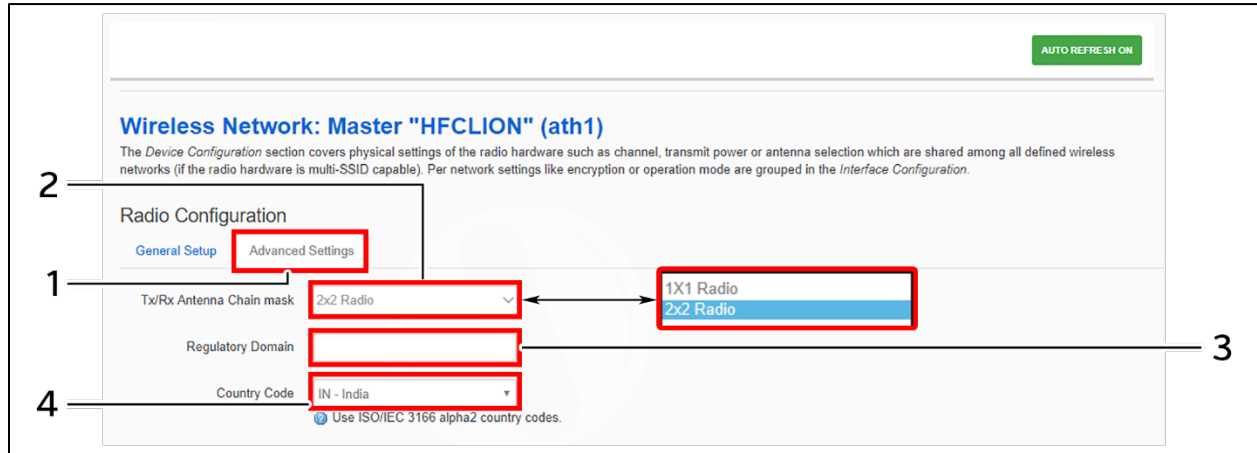 AUTO REFRESH ON
Wireless Network: Master "HFCLION" (ath1)
The Device Configuration section covers physical settings of the radio hardware such as channel, transmit power or antenna selection which are shared among all defined wireless
networks (if the radio hardware is multi-SSID capable). Per network settings like encryption or operation mode are grouped in the Interface Configuration.
2
Radio Configuration
General Setup Advanced Settings
1
Tx/Rx Antenna Chain mask 2x2 Radio
1X1 Radio
2x2 Radio
Regulatory Domain
3
Country Code IN - India
4
Use ISO/IEC 3166 alpha2 country codes.